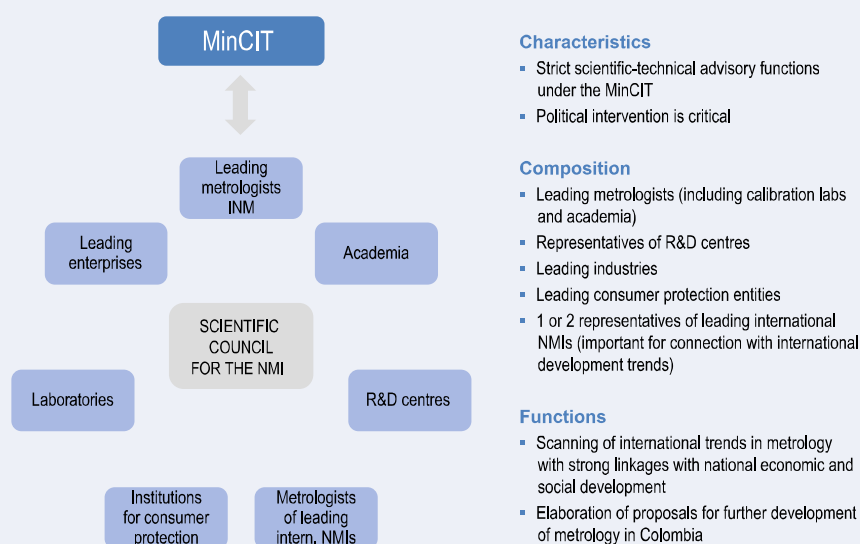 MinCIT
Leading
metrologists
INM
Leading
enterprises
Academia
SCIENTIFIC
COUNCIL
FOR THE NMI
Laboratories
R&D centres
Institutions
for consumer
protection
Metrologists
of leading
intern. NMIs
Characteristics
▪ Strict scientific-technical advisory functions
under the MinCIT
▪ Political intervention is critical
Composition
▪ Leading metrologists (including calibration labs
and academia)
▪ Representatives of R&D centres
▪ Leading industries
▪ Leading consumer protection entities
▪ 1 or 2 representatives of leading international
NMIs (important for connection with international
development trends)
Functions
▪ Scanning of international trends in metrology
with strong linkages with national economic and
social development
▪ Elaboration of proposals for further development
of metrology in Colombia